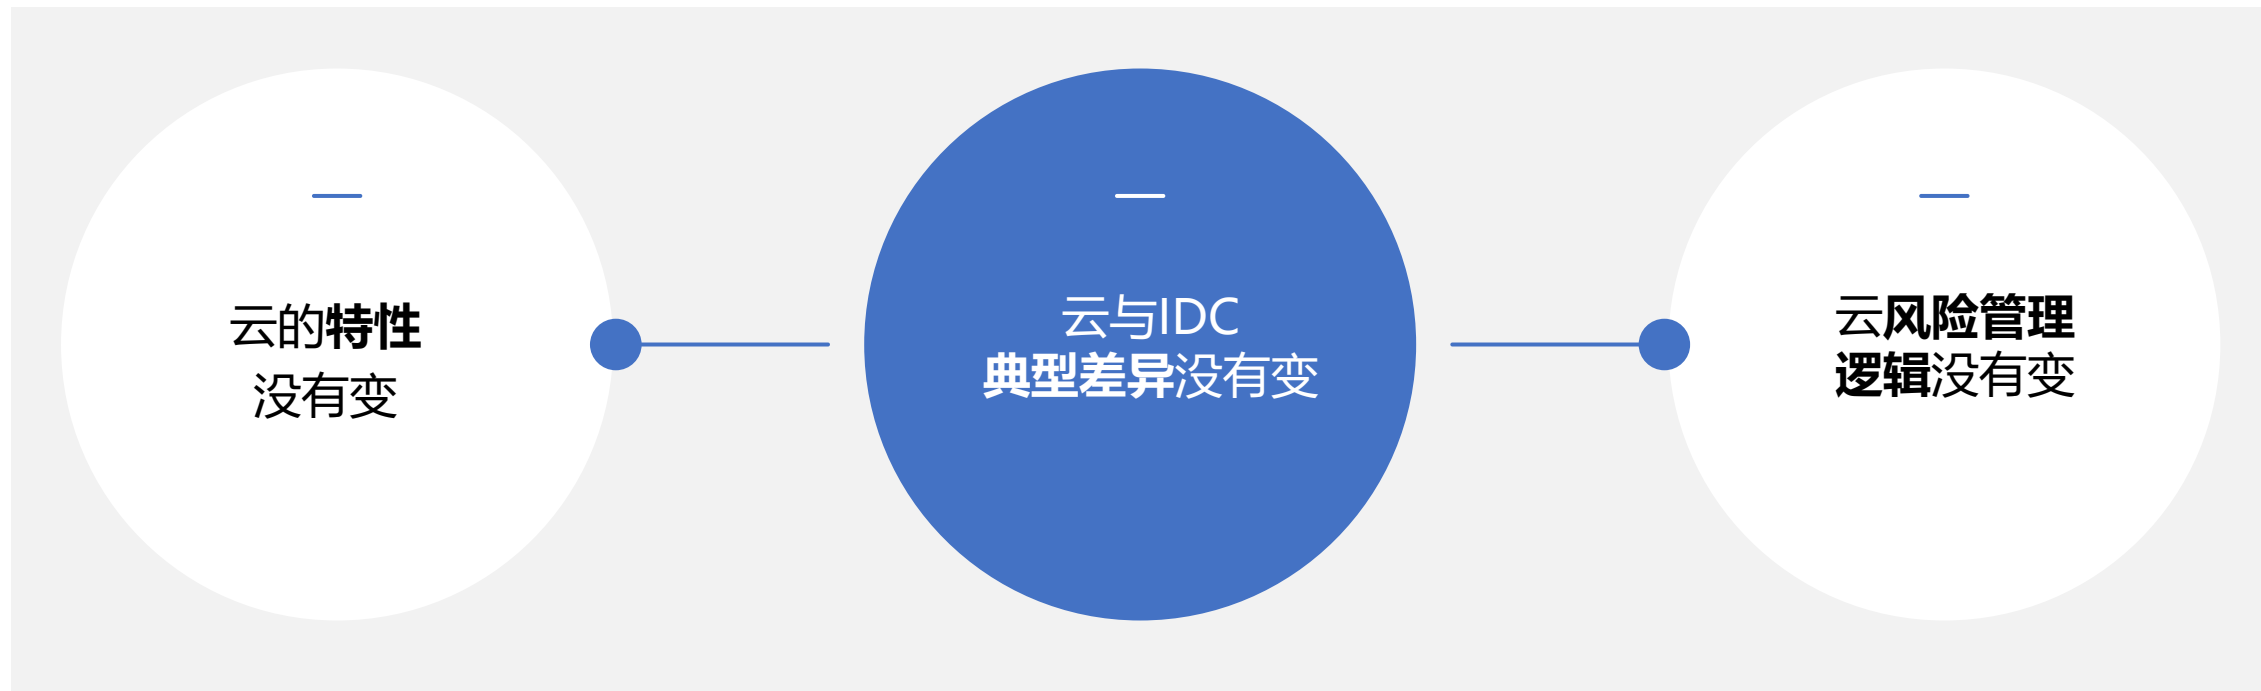 云的特性
没有变
云与IDC
典型差异没有变
云风险管理
逻辑没有变